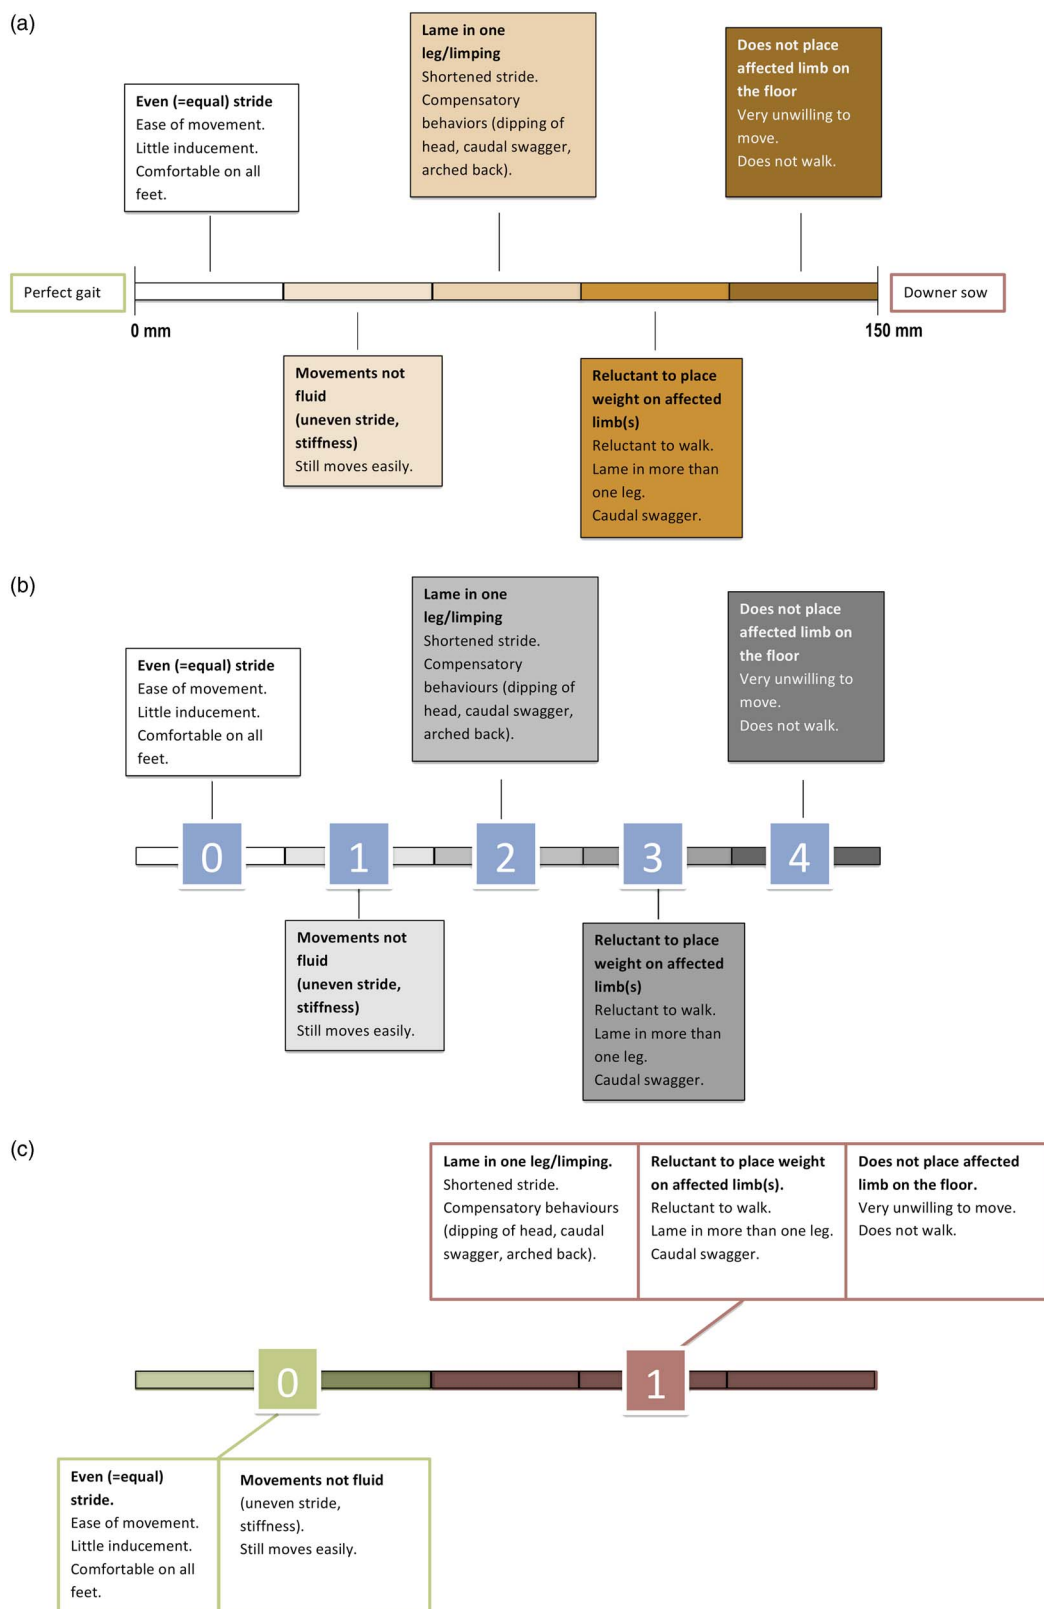 (a)
Even (=equal) stride
Ease of movement.
Little inducement.
Comfortable on all
feet.
Lame in one
leg/limping
Shortened stride.
Compensatory
behaviors (dipping of
head, caudal swagger,
arched back).
Does not place
affected limb on
the floor
Very unwilling to
move.
Does not walk.
Perfect gait
Downer sow
0 mm
150 mm
Movements not
fluid
(uneven stride,
stiffness)
Still moves easily.
Reluctant to place
weight on affected
limb(s)
Reluctant to walk.
Lame in more than
one leg.
Caudal swagger.
(b)
Even (=equal) stride
Ease of movement.
Little inducement.
Comfortable on all
feet.
Lame in one
leg/limping
Shortened stride.
Compensatory
behaviours (dipping of
head, caudal swagger,
arched back).
Does not place
affected limb on
the floor
Very unwilling to
move.
Does not walk.
0
1
2
3
4
Movements not
fluid
(uneven stride,
stiffness)
Still moves easily.
Reluctant to place
weight on affected
limb(s)
Reluctant to walk.
Lame in more than
one leg.
Caudal swagger.
(c)
Lame in one leg/limping.
Shortened stride.
Compensatory behaviours
(dipping of head, caudal
swagger, arched back).
Reluctant to place weight
on affected limb(s).
Reluctant to walk.
Lame in more than one leg.
Caudal swagger.
Does not place affected
limb on the floor.
Very unwilling to move.
Does not walk.
0
1
Even (=equal)
stride.
Ease of movement.
Little inducement.
Comfortable on all
feet.
Movements not fluid
(uneven stride,
stiffness).
Still moves easily.